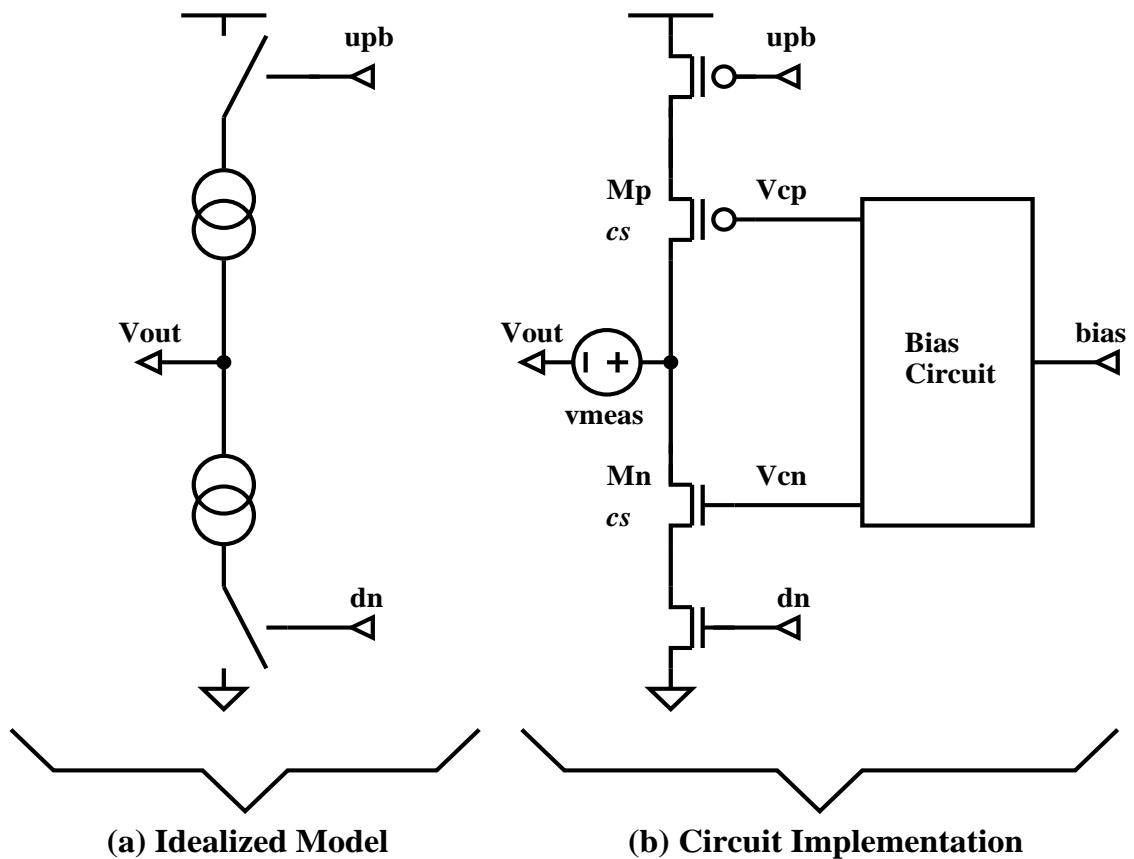 upb
Vout
dn
(a) Idealized Model
upb
Mp
cs
Vcp
Vout
vmeas
Bias
Circuit
bias
Mn
cs
Vcn
dn
(b) Circuit Implementation